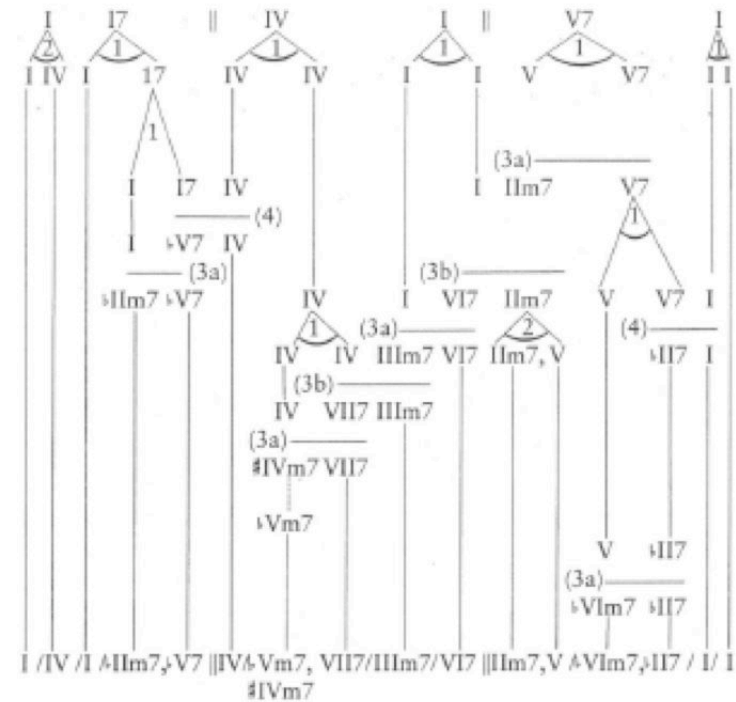 I I7 || IV I || V7 I
2 1 1 1 1 1
I IV I 17 IV IV I I V V7 I I
1
(3a)
I I7 IV I IIm7 V7
(4) 1
I ♭V7 IV
(3a) (3b)
♭IIm7 ♭V7 IV I VI7 IIm7 V V7 I
1 (3a) 2 (4)
IV IV IIIm7 VI7 IIm7, V ♭II7 I
(3b)
IV VII7 IIIm7
(3a)
♯IVm7 VII7
♭Vm7
V ♭II7
(3a)
♭VIm7 ♭II7
I /IV /I /♭IIm7,♭V7 ||IV/♭Vm7, VII7/IIIm7/VI7 ||IIm7,V /♭VIm7,♭II7 / I/ I
♯IVm7